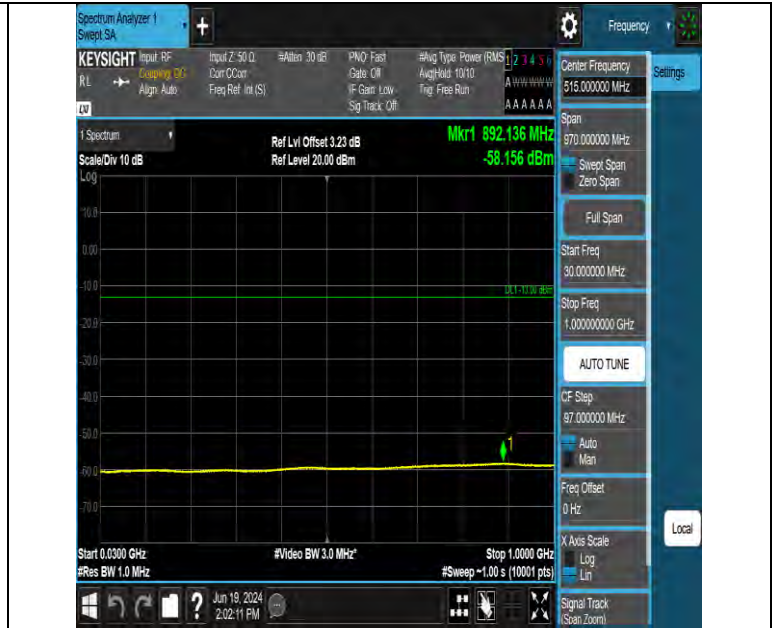 Spectrum Analyzer 1
Swept SA
+
Frequency
KEYSIGHT
RL
Input: RF
Coupling: DC
Align: Auto
Input Z: 50 Ω
Corr CCorr
Freq Ref: Int (S)
#Atten: 30 dB
PNO: Fast
Gate: Off
IF Gain: Low
Sig Track: Off
#Avg Type: Power (RMS
Avg|Hold: 10/10
Trig: Free Run
1 2 3 4 5 6
A W W W W W
A A A A A A
LV
1 Spectrum
Scale/Div 10 dB
Ref Lvl Offset 3.23 dB
Ref Level 20.00 dBm
Mkr1 892.136 MHz
-58.156 dBm
Log
10.0
0.00
-10.0
DL1 -13.00 dBm
-20.0
-30.0
-40.0
-50.0
1
-60.0
-70.0
Start 0.0300 GHz
#Res BW 1.0 MHz
#Video BW 3.0 MHz*
Stop 1.0000 GHz
#Sweep ~1.00 s (10001 pts)
?
Jun 19, 2024
2:02:11 PM
Center Frequency
515.000000 MHz
Settings
Span
970.000000 MHz
Swept Span
Zero Span
Full Span
Start Freq
30.000000 MHz
Stop Freq
1.000000000 GHz
AUTO TUNE
CF Step
97.000000 MHz
Auto
Man
Freq Offset
0 Hz
X Axis Scale
Log
Lin
Local
Signal Track
(Span Zoom)